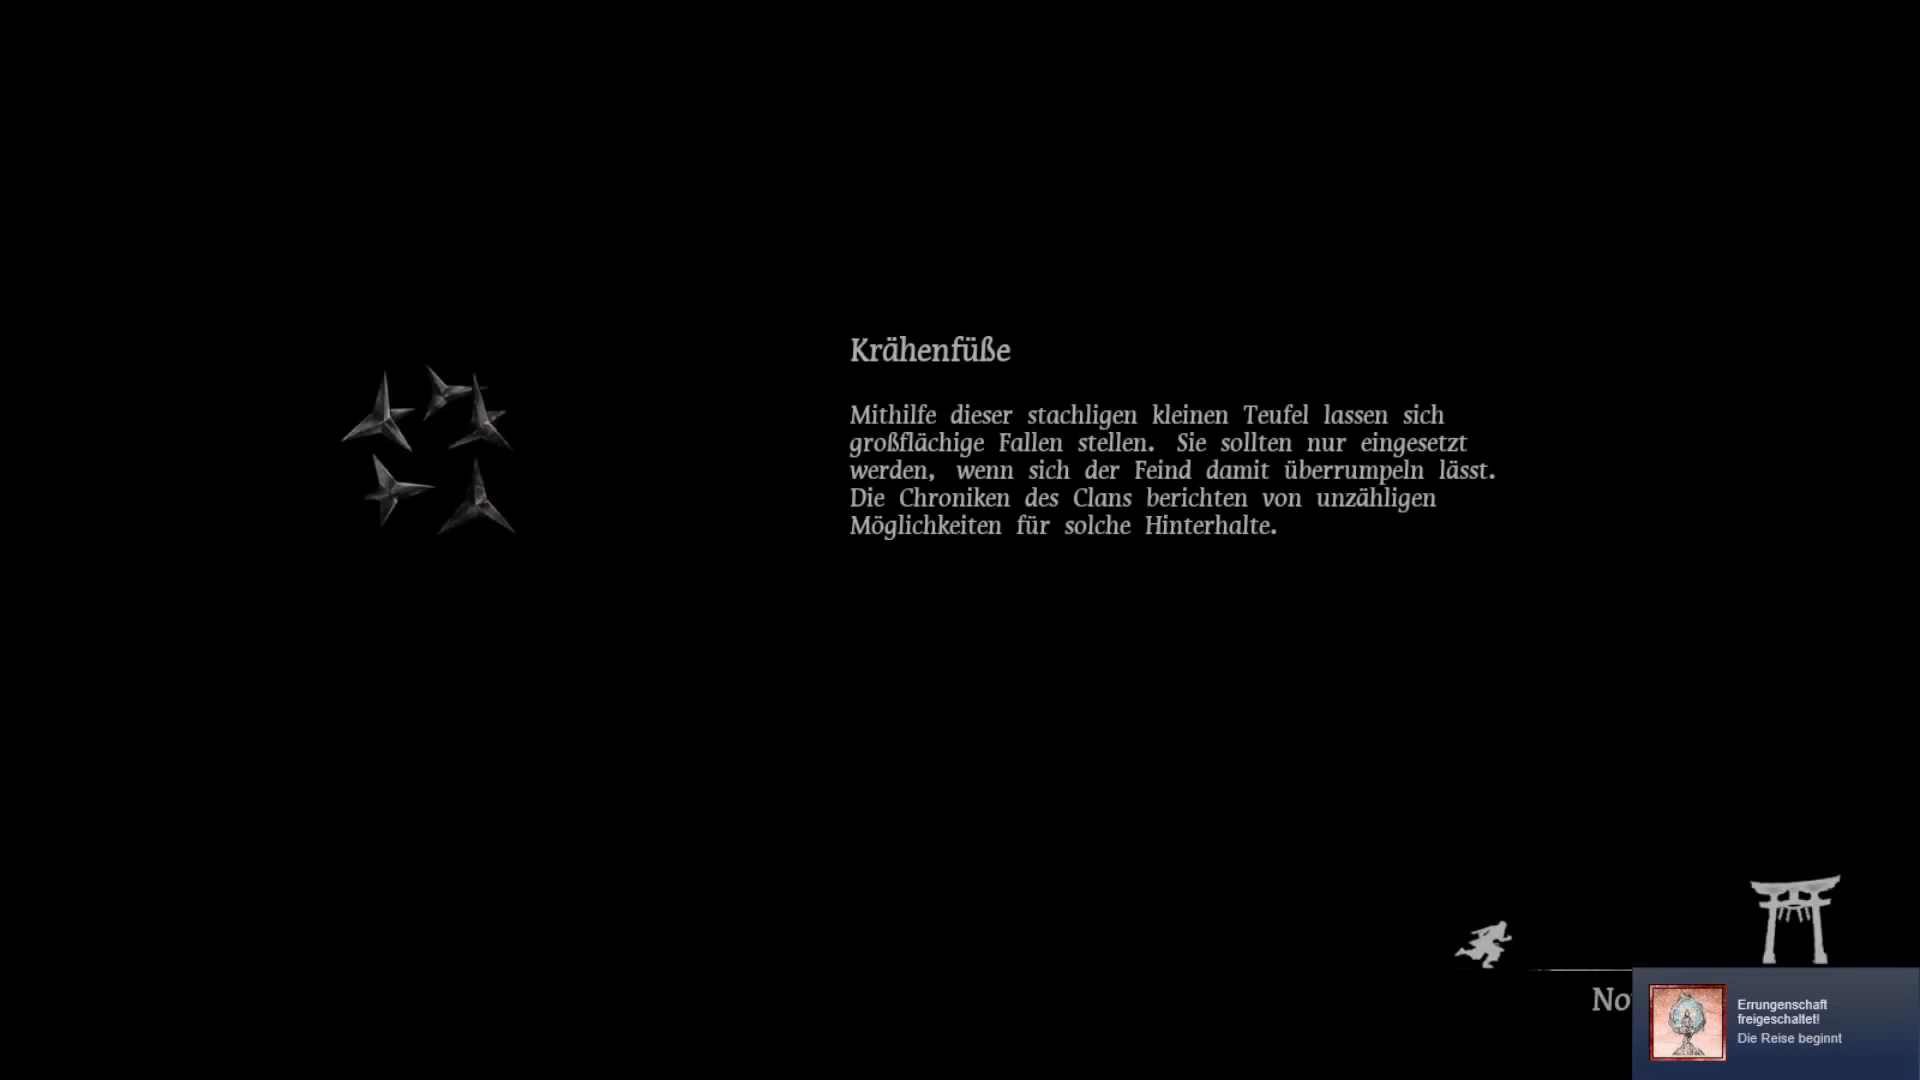 Krähenfüße
Mithilfe dieser stachligen kleinen Teufel lassen sich
großflächige Fallen stellen. Sie sollten nur eingesetzt
werden, wenn sich der Feind damit überrumpeln lässt.
Die Chroniken des Clans berichten von unzähligen
Möglichkeiten für solche Hinterhalte.
Errungenschaft
freigeschaltet!
Die Reise beginnt